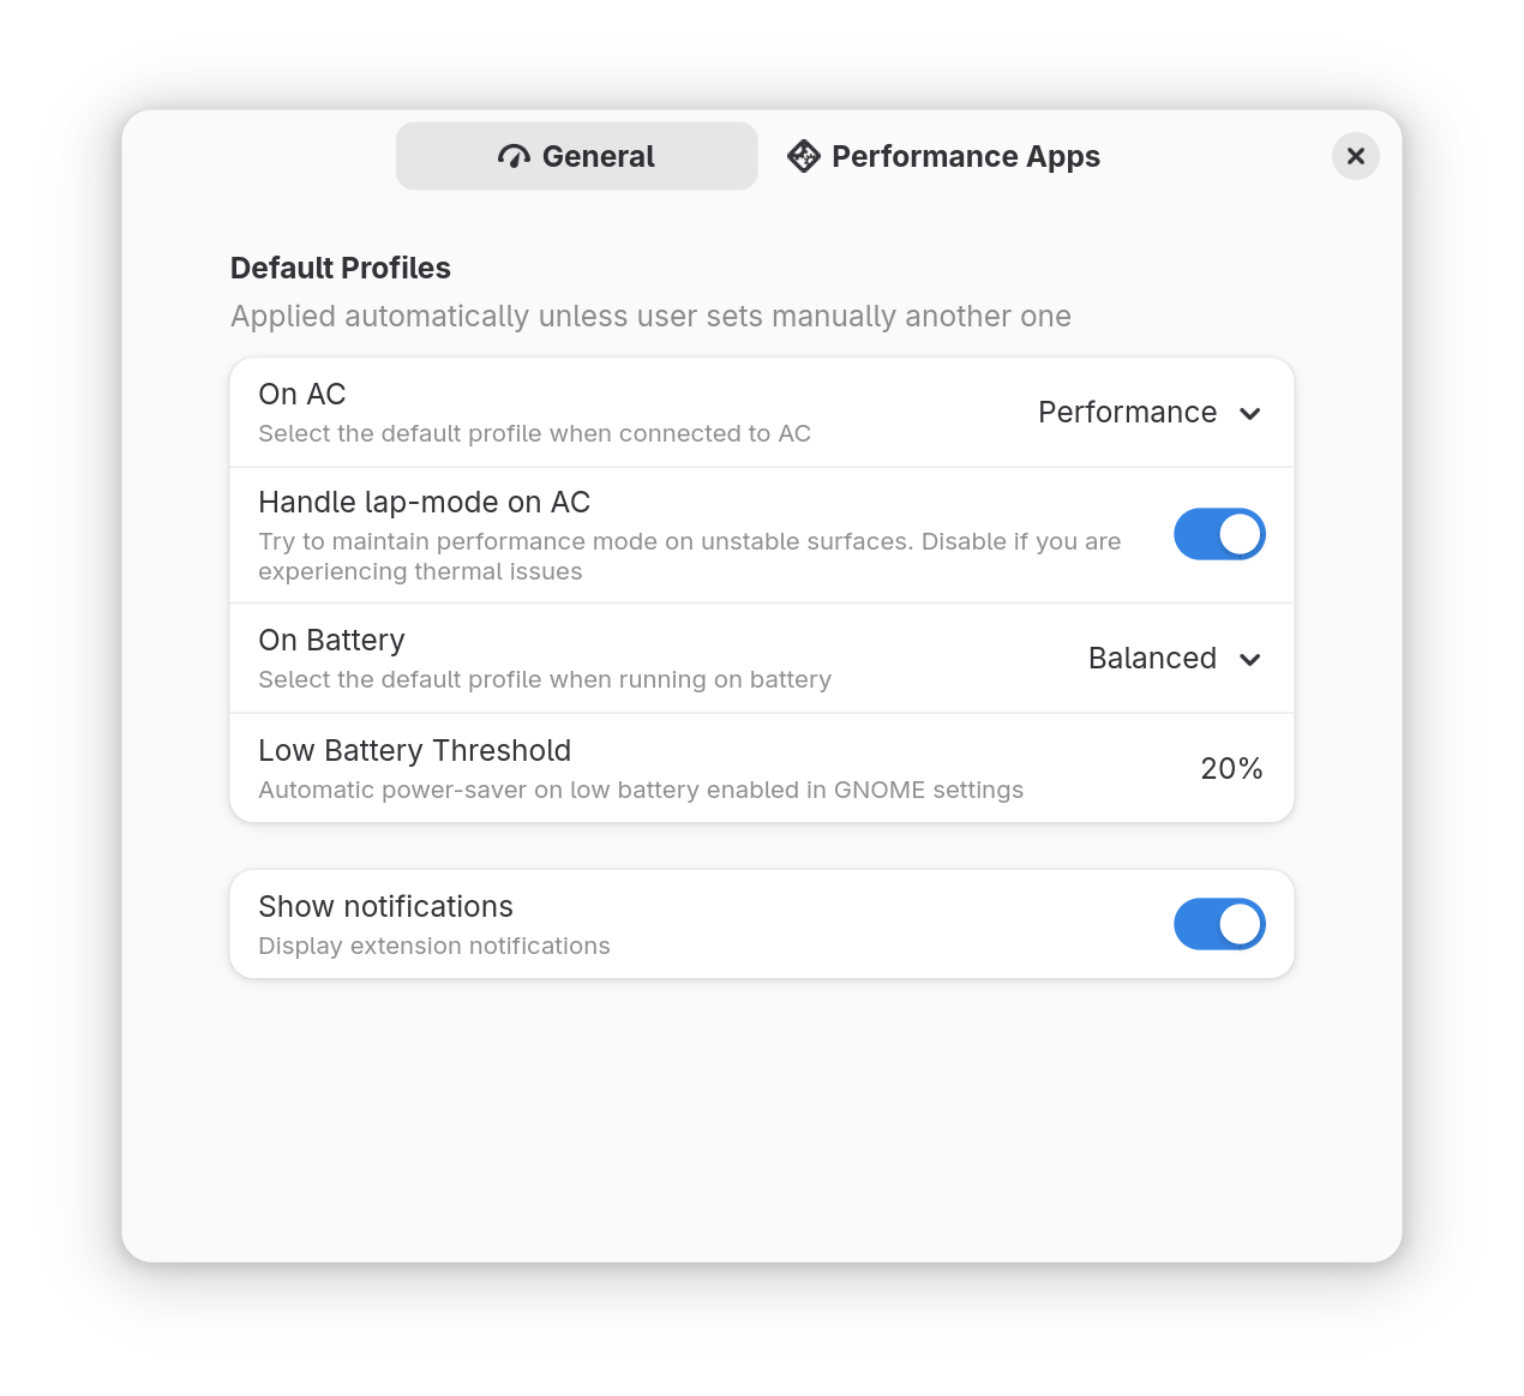 General
Performance Apps
Default Profiles
Applied automatically unless user sets manually another one
On AC
Select the default profile when connected to AC
Performance
Handle lap-mode on AC
Try to maintain performance mode on unstable surfaces. Disable if you are
experiencing thermal issues
On Battery
Select the default profile when running on battery
Balanced
Low Battery Threshold
Automatic power-saver on low battery enabled in GNOME settings
20%
Show notifications
Display extension notifications